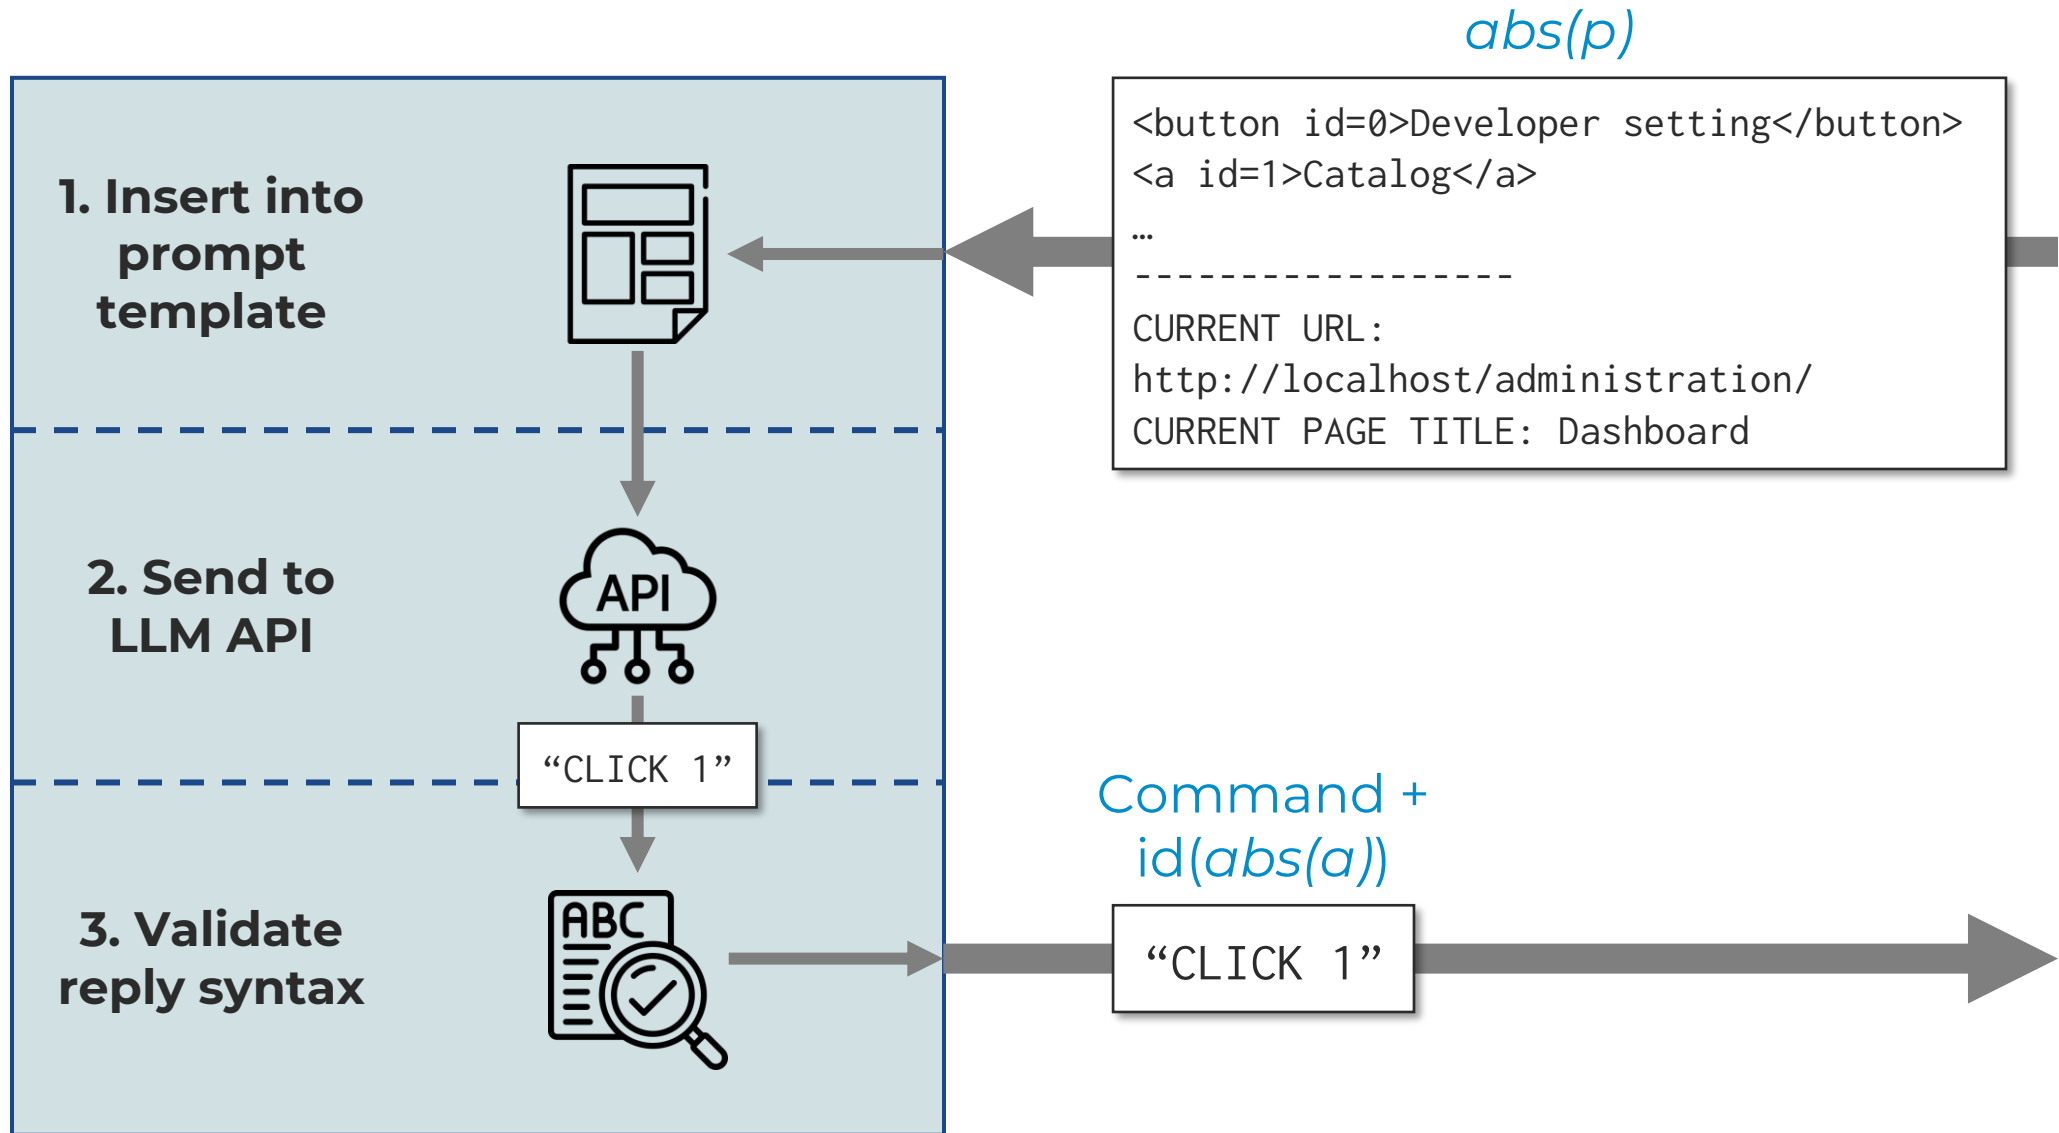 abs(p)
1. Insert into
prompt
template
<button id=0>Developer setting</button>
<a id=1>Catalog</a>
…
------------------
CURRENT URL:
http://localhost/administration/
CURRENT PAGE TITLE: Dashboard
2. Send to
LLM API
API
“CLICK 1”
3. Validate
reply syntax
ABC
Command +
id(abs(a))
“CLICK 1”